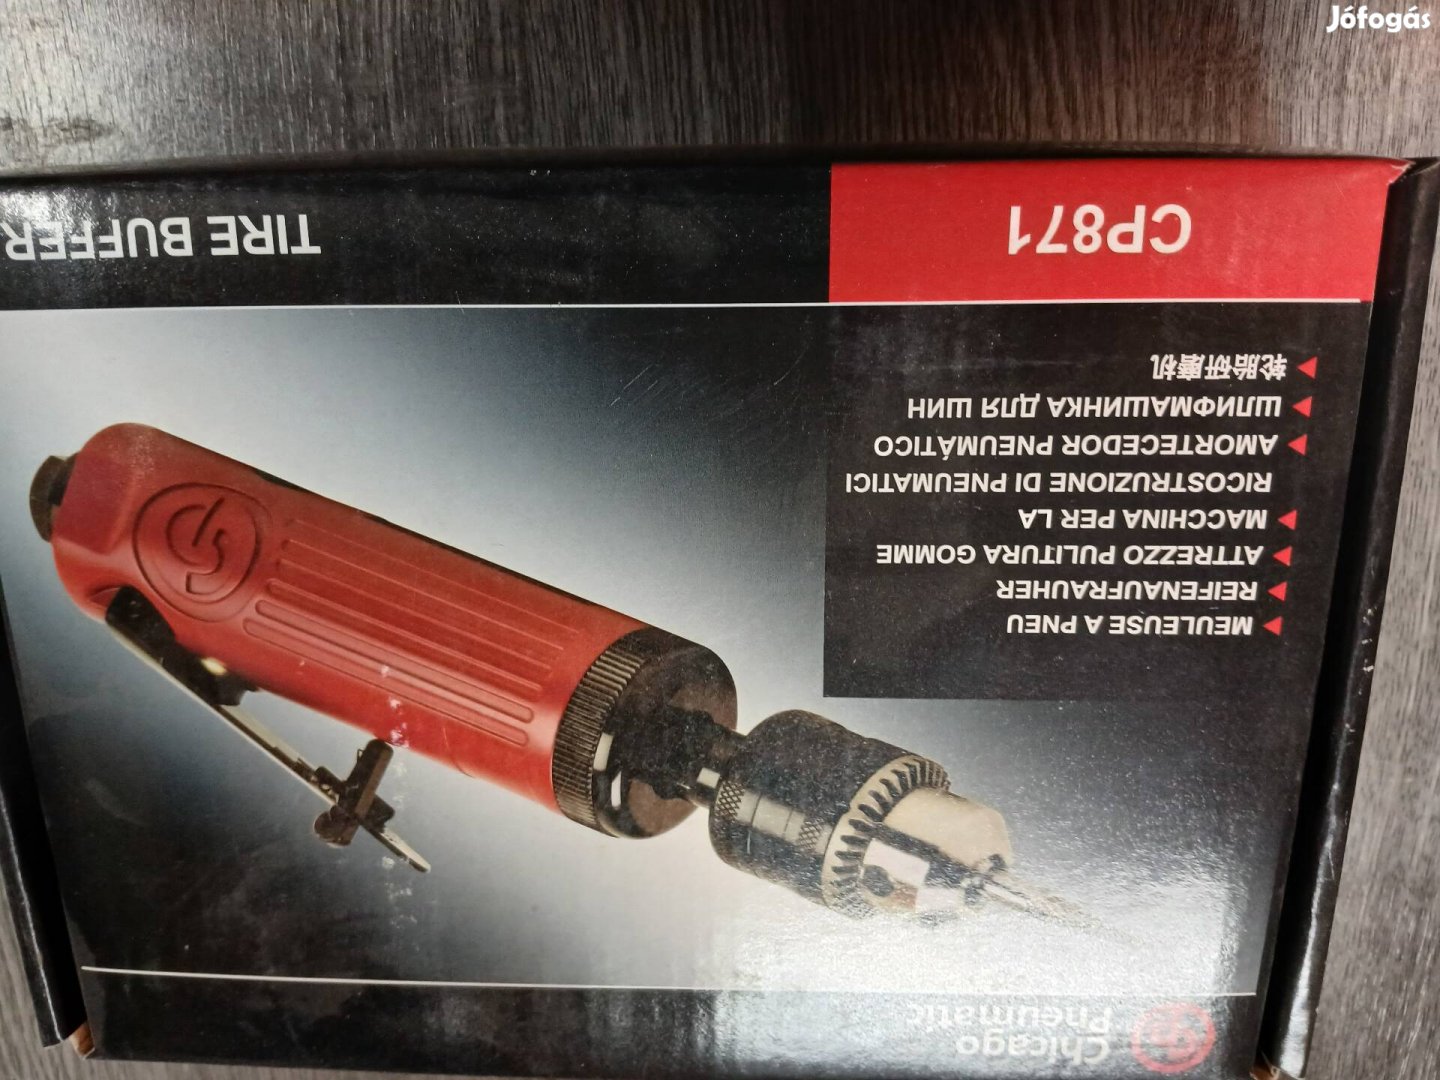 Jófogás
Chicago
Pneumatic
MEULEUSE A PNEU
REIFENAUFRAUHER
ATTREZZO PULITURA GOMME
MACCHINA PER LA
RICOSTRUZIONE DI PNEUMATICI
AMORTECEDOR PNEUMÁTICO
ШЛИФМАШИНКА ДЛЯ ШИН
轮胎研磨机
CP871
TIRE BUFFER